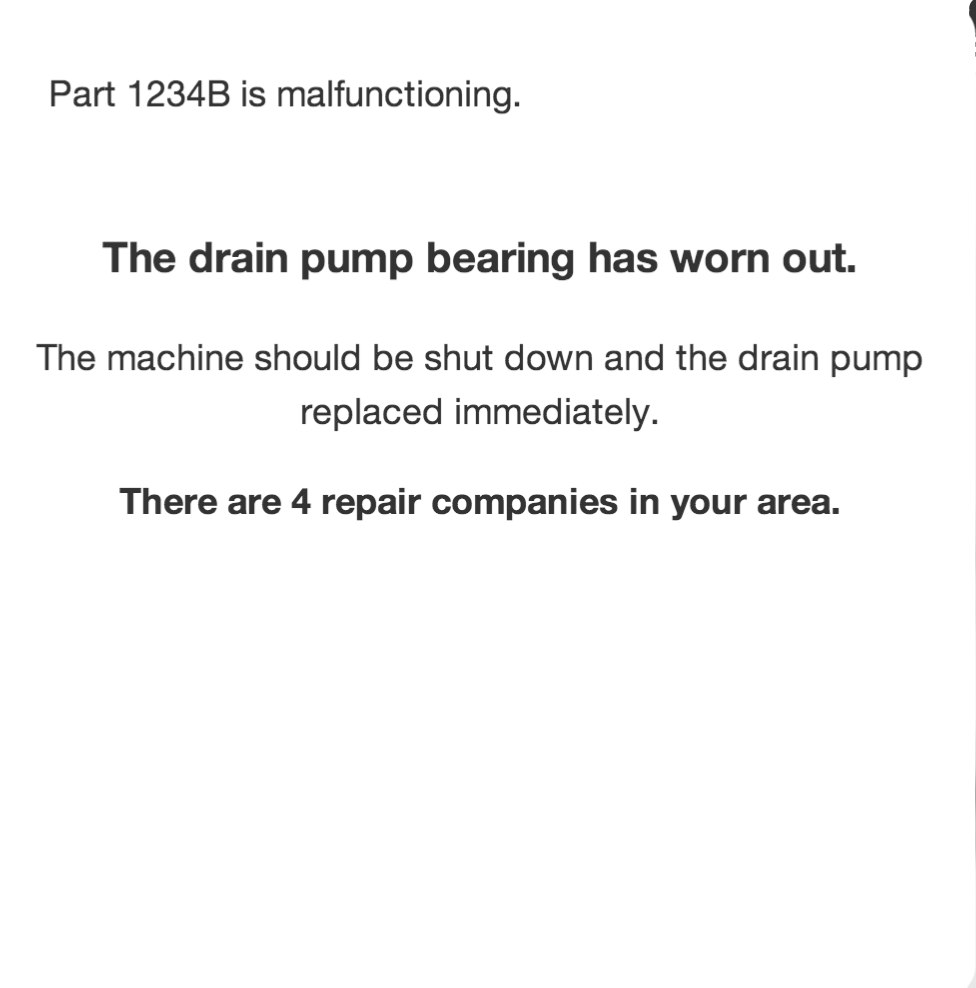 Part 1234B is malfunctioning.
The drain pump bearing has worn out.
The machine should be shut down and the drain pump
replaced immediately.
There are 4 repair companies in your area.